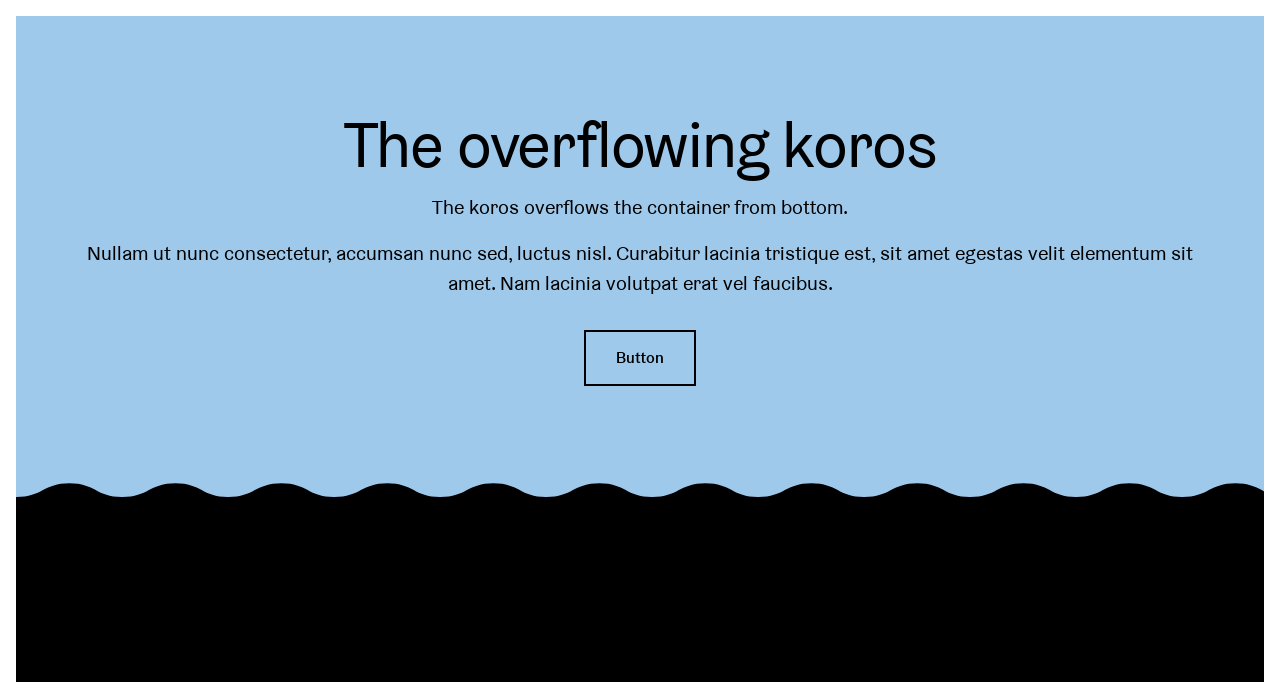 The overflowing koros
The koros overflows the container from bottom.
Nullam ut nunc consectetur, accumsan nunc sed, luctus nisl. Curabitur lacinia tristique est, sit amet egestas velit elementum sit
amet. Nam lacinia volutpat erat vel faucibus.
Button